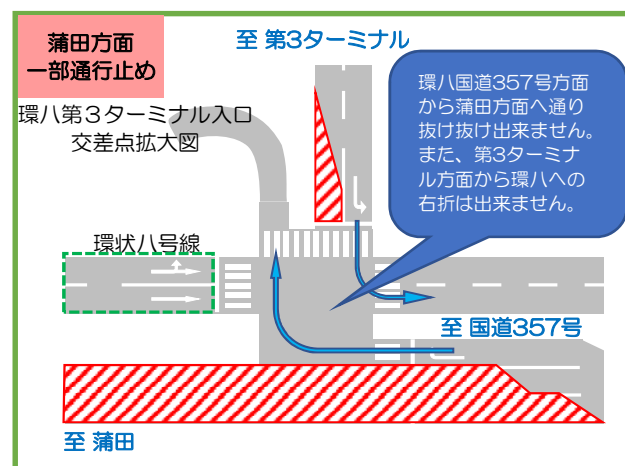 蒲田方面
一部通行止め
至 第3ターミナル
環八第３ターミナル入口
交差点拡大図
環八国道357号方面
から蒲田方面へ通り
抜け抜け出来ません。
また、第3ターミナ
ル方面から環八への
右折は出来ません。
環状八号線
至 国道357号
至 蒲田